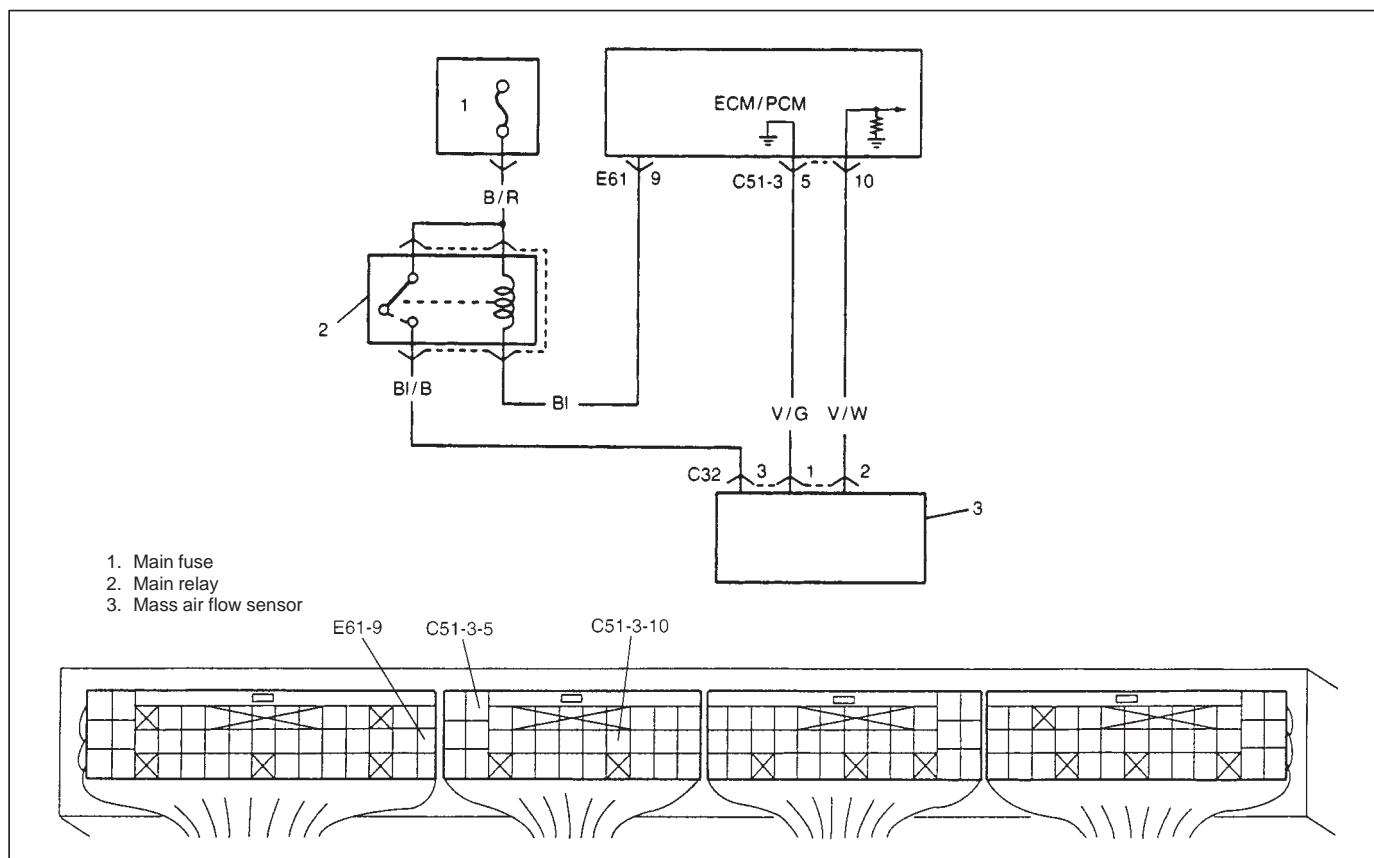 1
ECM/PCM
E61 9 C51-3 5 10
B/R
2
Bl/B
Bl
V/G V/W
C32 3 1 2
3
1. Main fuse
2. Main relay
3. Mass air flow sensor
E61-9 C51-3-5 C51-3-10